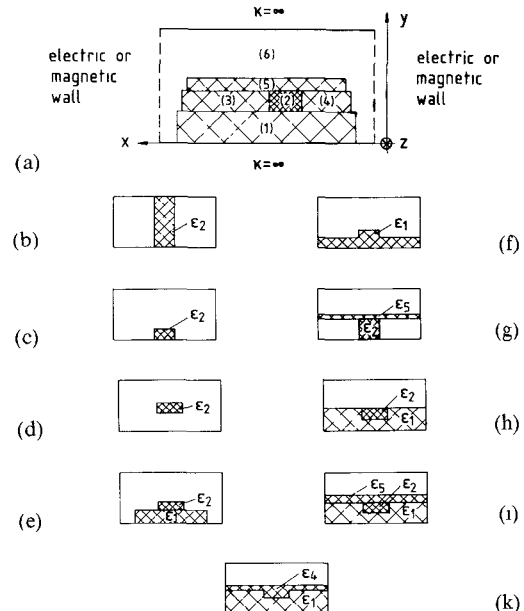 κ=∞
y
electric or
magnetic
wall
electric or
magnetic
wall
(6)
(5)
(3)
(2)
(4)
(1)
x
z
κ=∞
(a)
(b)
ε2
ε1
(f)
(c)
ε2
ε5
ε2
(g)
(d)
ε2
ε2
ε1
(h)
(e)
ε2
ε1
ε5
ε2
ε1
(ı)
ε4
ε1
(k)